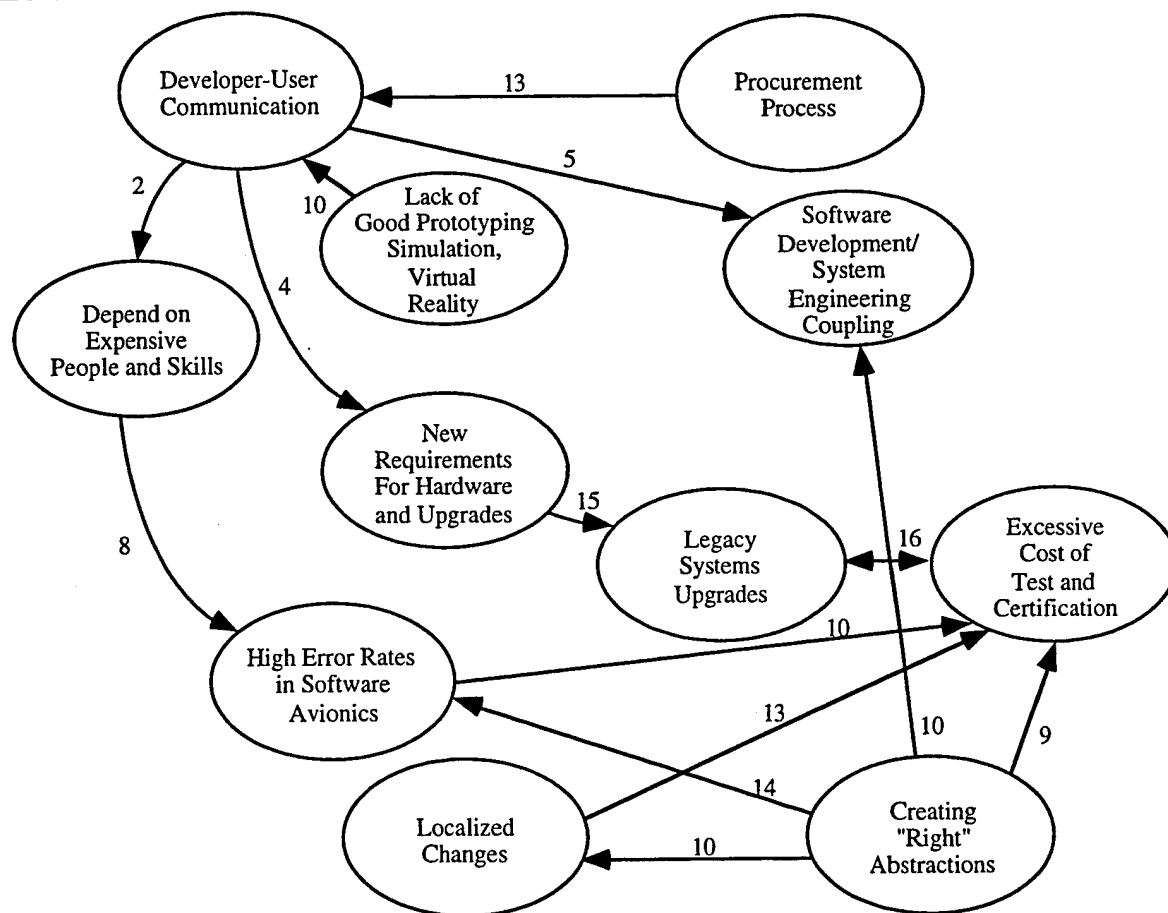 Developer-User
Communication
13
Procurement
Process
5
2
10
Lack of
Good Prototyping
Simulation,
Virtual
Reality
Software
Development/
System
Engineering
Coupling
4
Depend on
Expensive
People and Skills
New
Requirements
For Hardware
and Upgrades
15
8
Legacy
Systems
Upgrades
16
Excessive
Cost of
Test and
Certification
10
High Error Rates
in Software
Avionics
13
10
9
14
Localized
Changes
10
Creating
"Right"
Abstractions